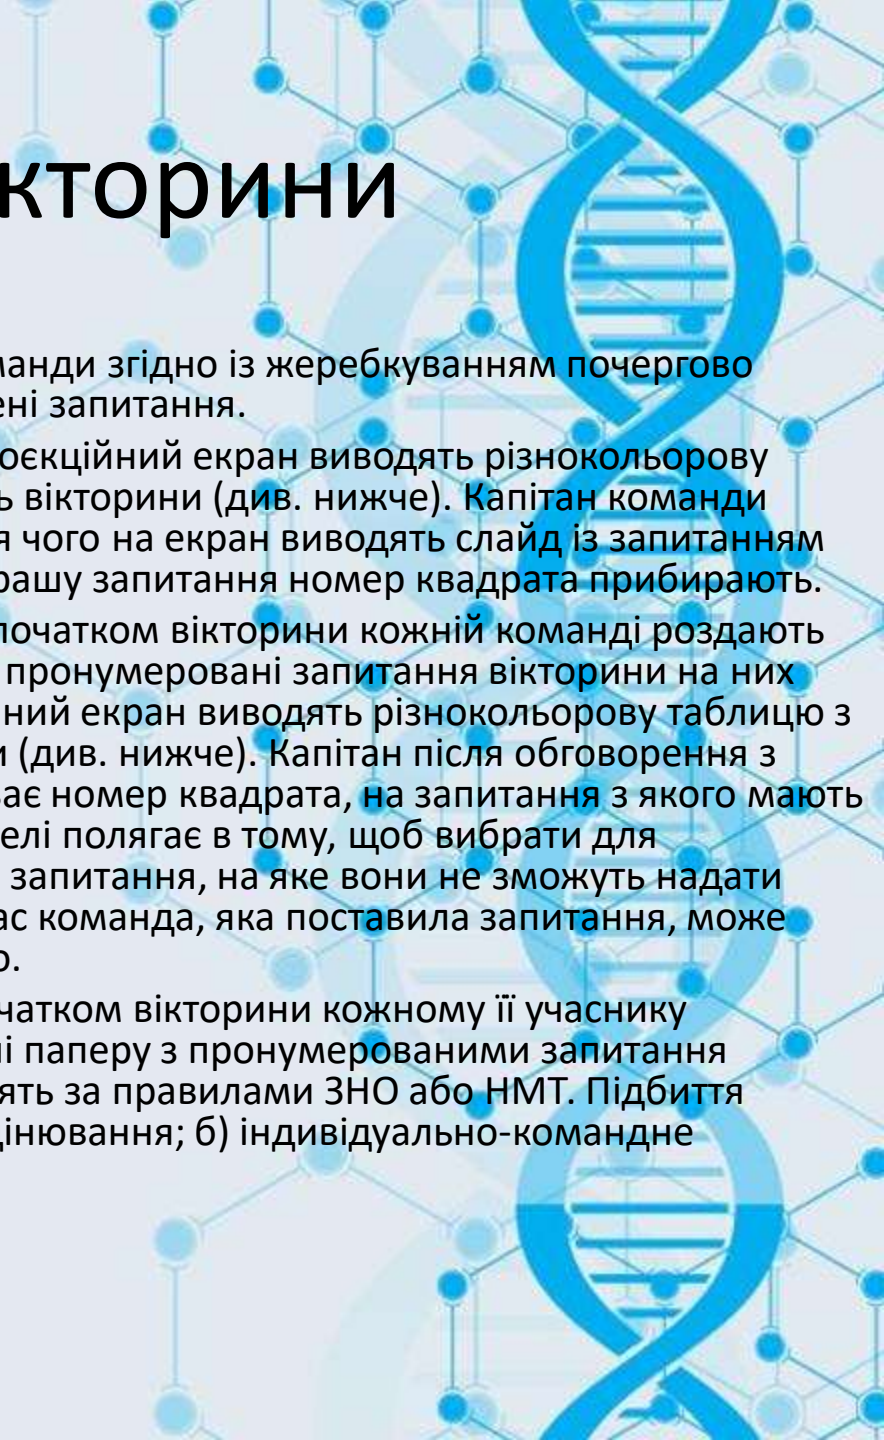 кторини
манди згідно із жеребкуванням почергово
ені запитання.
оєкційний екран виводять різнокольорову
ь вікторини (див. нижче). Капітан команди
я чого на екран виводять слайд із запитанням
рашу запитання номер квадрата прибирають.
початком вікторини кожній команді роздають
пронумеровані запитання вікторини на них
ний екран виводять різнокольорову таблицю з
и (див. нижче). Капітан після обговорення з
ває номер квадрата, на запитання з якого мають
елі полягає в тому, щоб вибрати для
запитання, на яке вони не зможуть надати
ас команда, яка поставила запитання, може
о.
чатком вікторини кожному її учаснику
ні паперу з пронумерованими запитання
ять за правилами ЗНО або НМТ. Підбиття
цінювання; б) індивідуально-командне